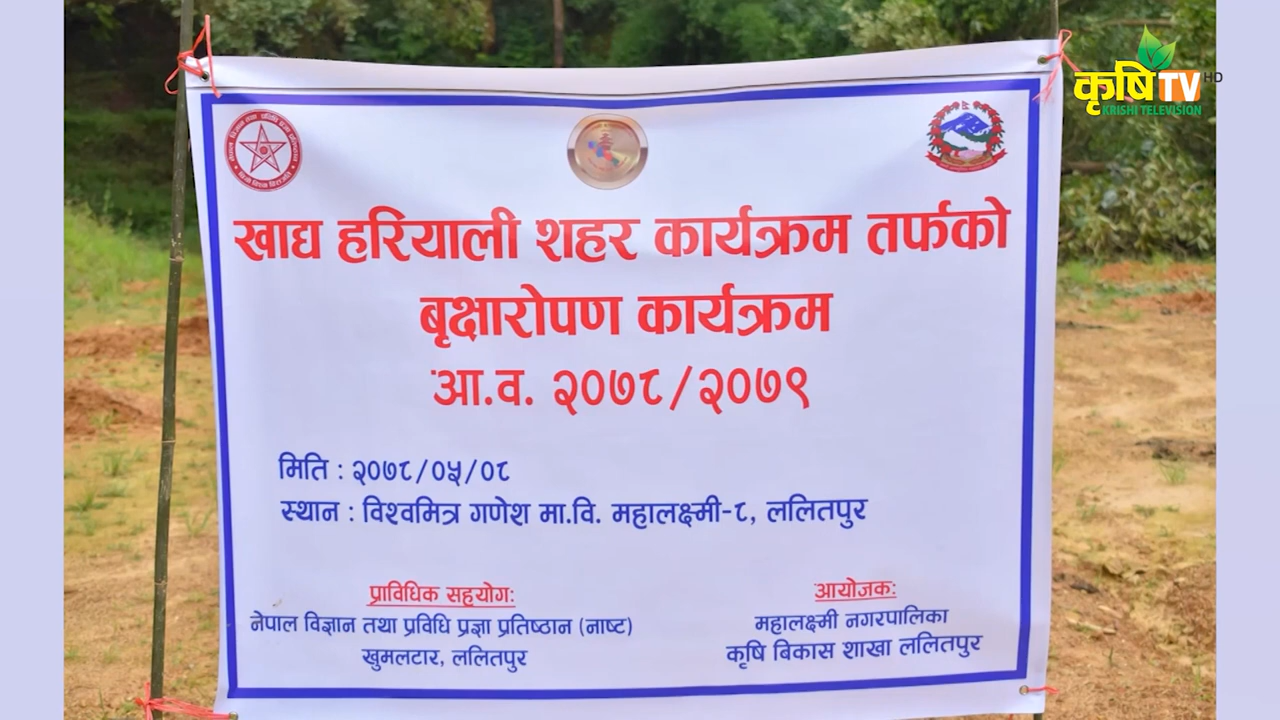 कृषि TV HD
KRISHI TELEVISION
खाद्य हरियाली शहर कार्यक्रम तर्फको
बृक्षारोपण कार्यक्रम
आ.व. २०७८/२०७९
मिति : २०७८/०५/०८
स्थान : विश्वमित्र गणेश मा.वि. महालक्ष्मी-८, ललितपुर
प्राविधिक सहयोग:
नेपाल विज्ञान तथा प्रविधि प्रज्ञा प्रतिष्ठान (नाष्ट)
खुमलटार, ललितपुर
आयोजक:
महालक्ष्मी नगरपालिका
कृषि बिकास शाखा ललितपुर